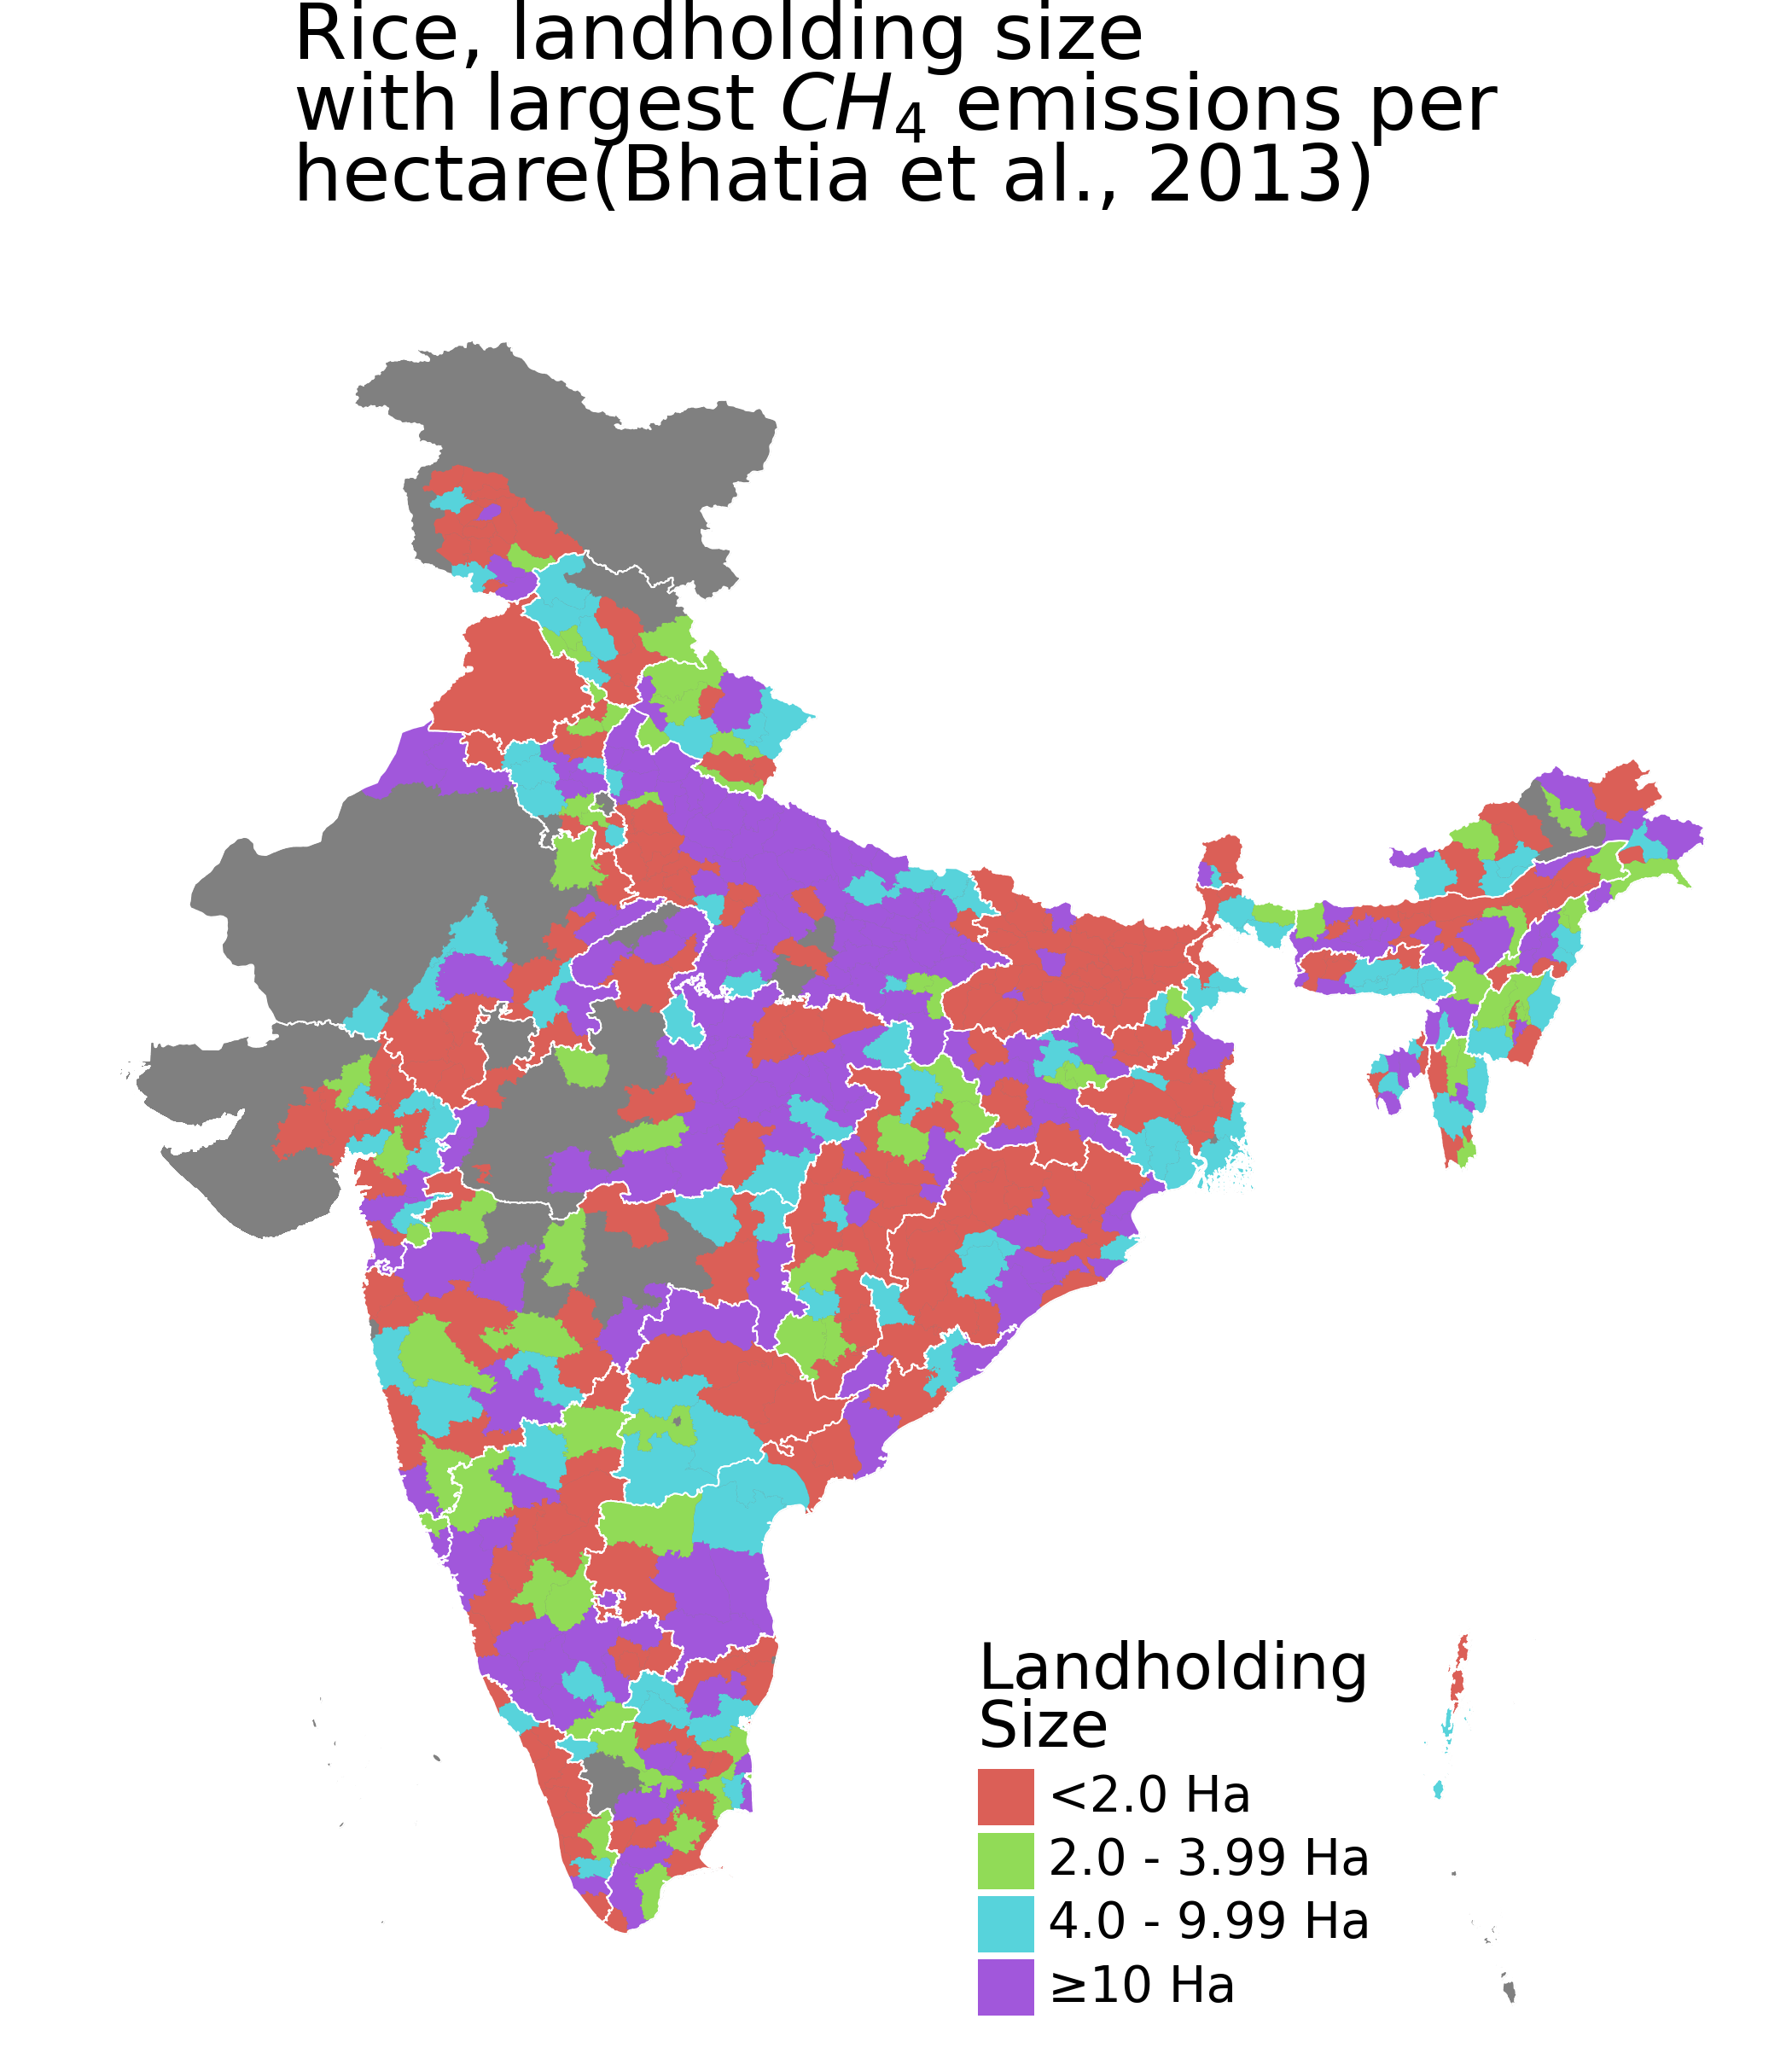 Rice, landholding size
with largest CH₄ emissions per
hectare(Bhatia et al., 2013)
Landholding
Size
<2.0 Ha
2.0 - 3.99 Ha
4.0 - 9.99 Ha
≥10 Ha